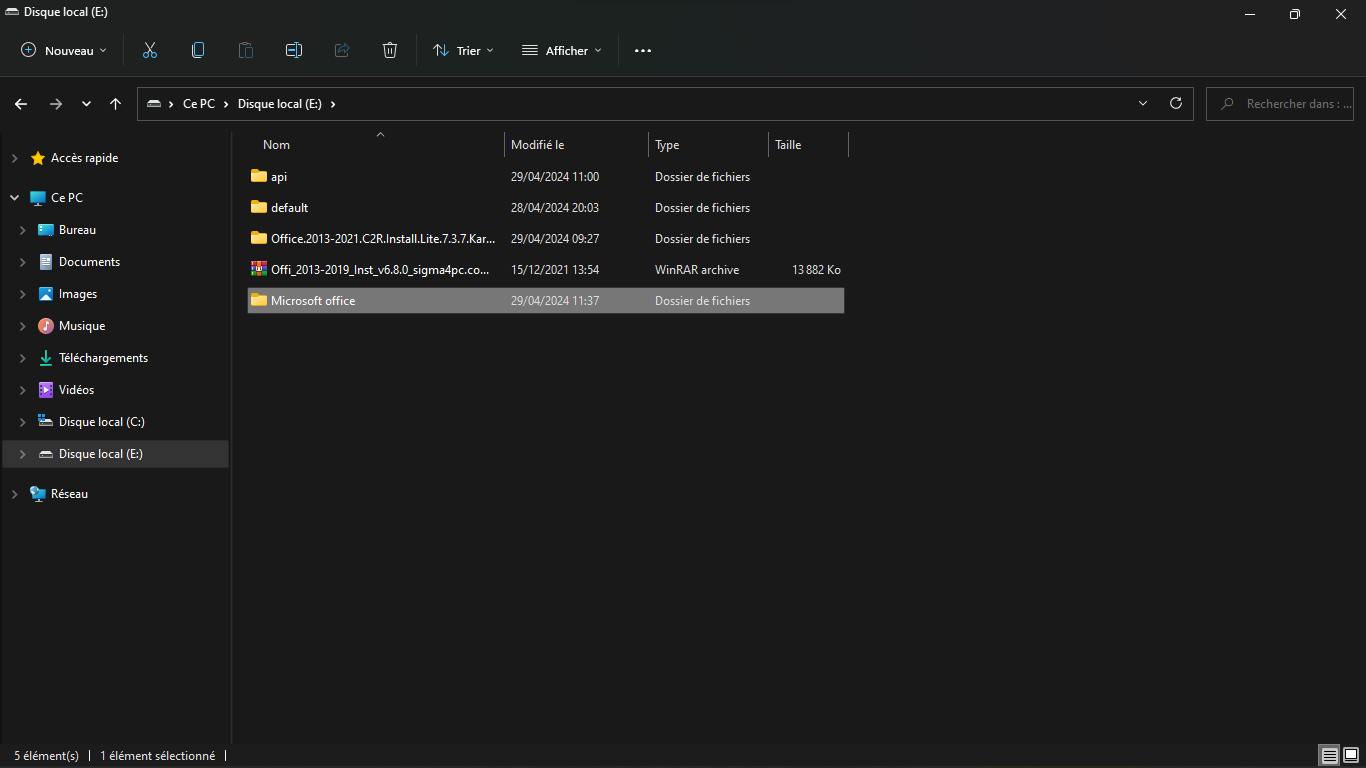 Disque local (E:)
Nouveau Trier Afficher
Ce PC Disque local (E:) Rechercher dans : ...
Accès rapide
Ce PC
Bureau
Documents
Images
Musique
Téléchargements
Vidéos
Disque local (C:)
Disque local (E:)
Réseau
Nom Modifié le Type Taille
api 29/04/2024 11:00 Dossier de fichiers
default 28/04/2024 20:03 Dossier de fichiers
Office.2013-2021.C2R.Install.Lite.7.3.7.Kar... 29/04/2024 09:27 Dossier de fichiers
Offi_2013-2019_Inst_v6.8.0_sigma4pc.co... 15/12/2021 13:54 WinRAR archive 13 882 Ko
Microsoft office 29/04/2024 11:37 Dossier de fichiers
5 élément(s) 1 élément sélectionné